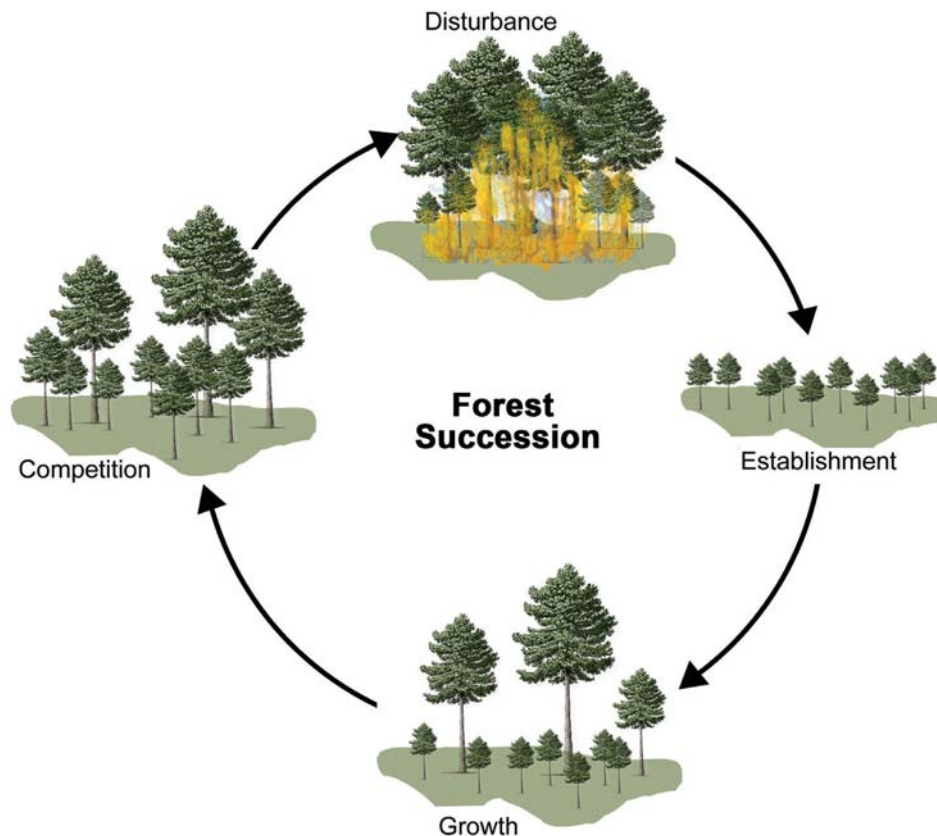 Disturbance
Forest
Succession
Establishment
Competition
Growth